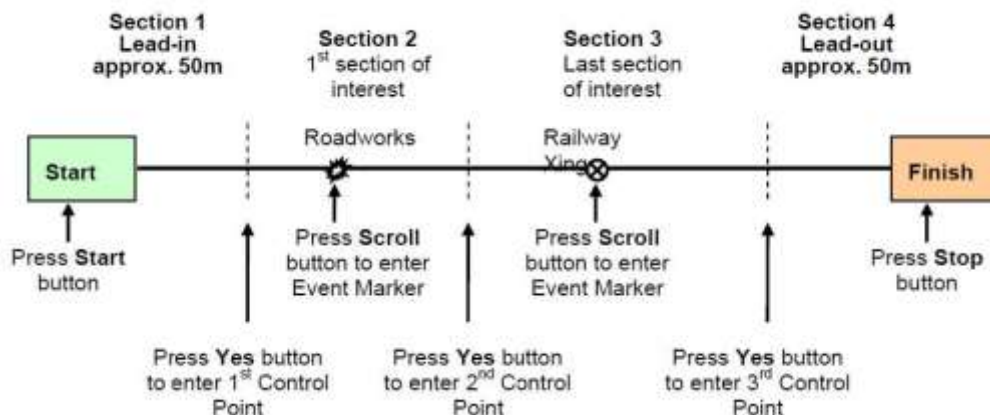 Section 1
Lead-in
approx. 50m
Section 2
1st section of
interest
Section 3
Last section
of interest
Section 4
Lead-out
approx. 50m
Roadworks
Railway
Xing
Start
Finish
Press Start
button
Press Scroll
button to enter
Event Marker
Press Scroll
button to enter
Event Marker
Press Stop
button
Press Yes button
to enter 1st Control
Point
Press Yes button
to enter 2nd Control
Point
Press Yes button
to enter 3rd Control
Point